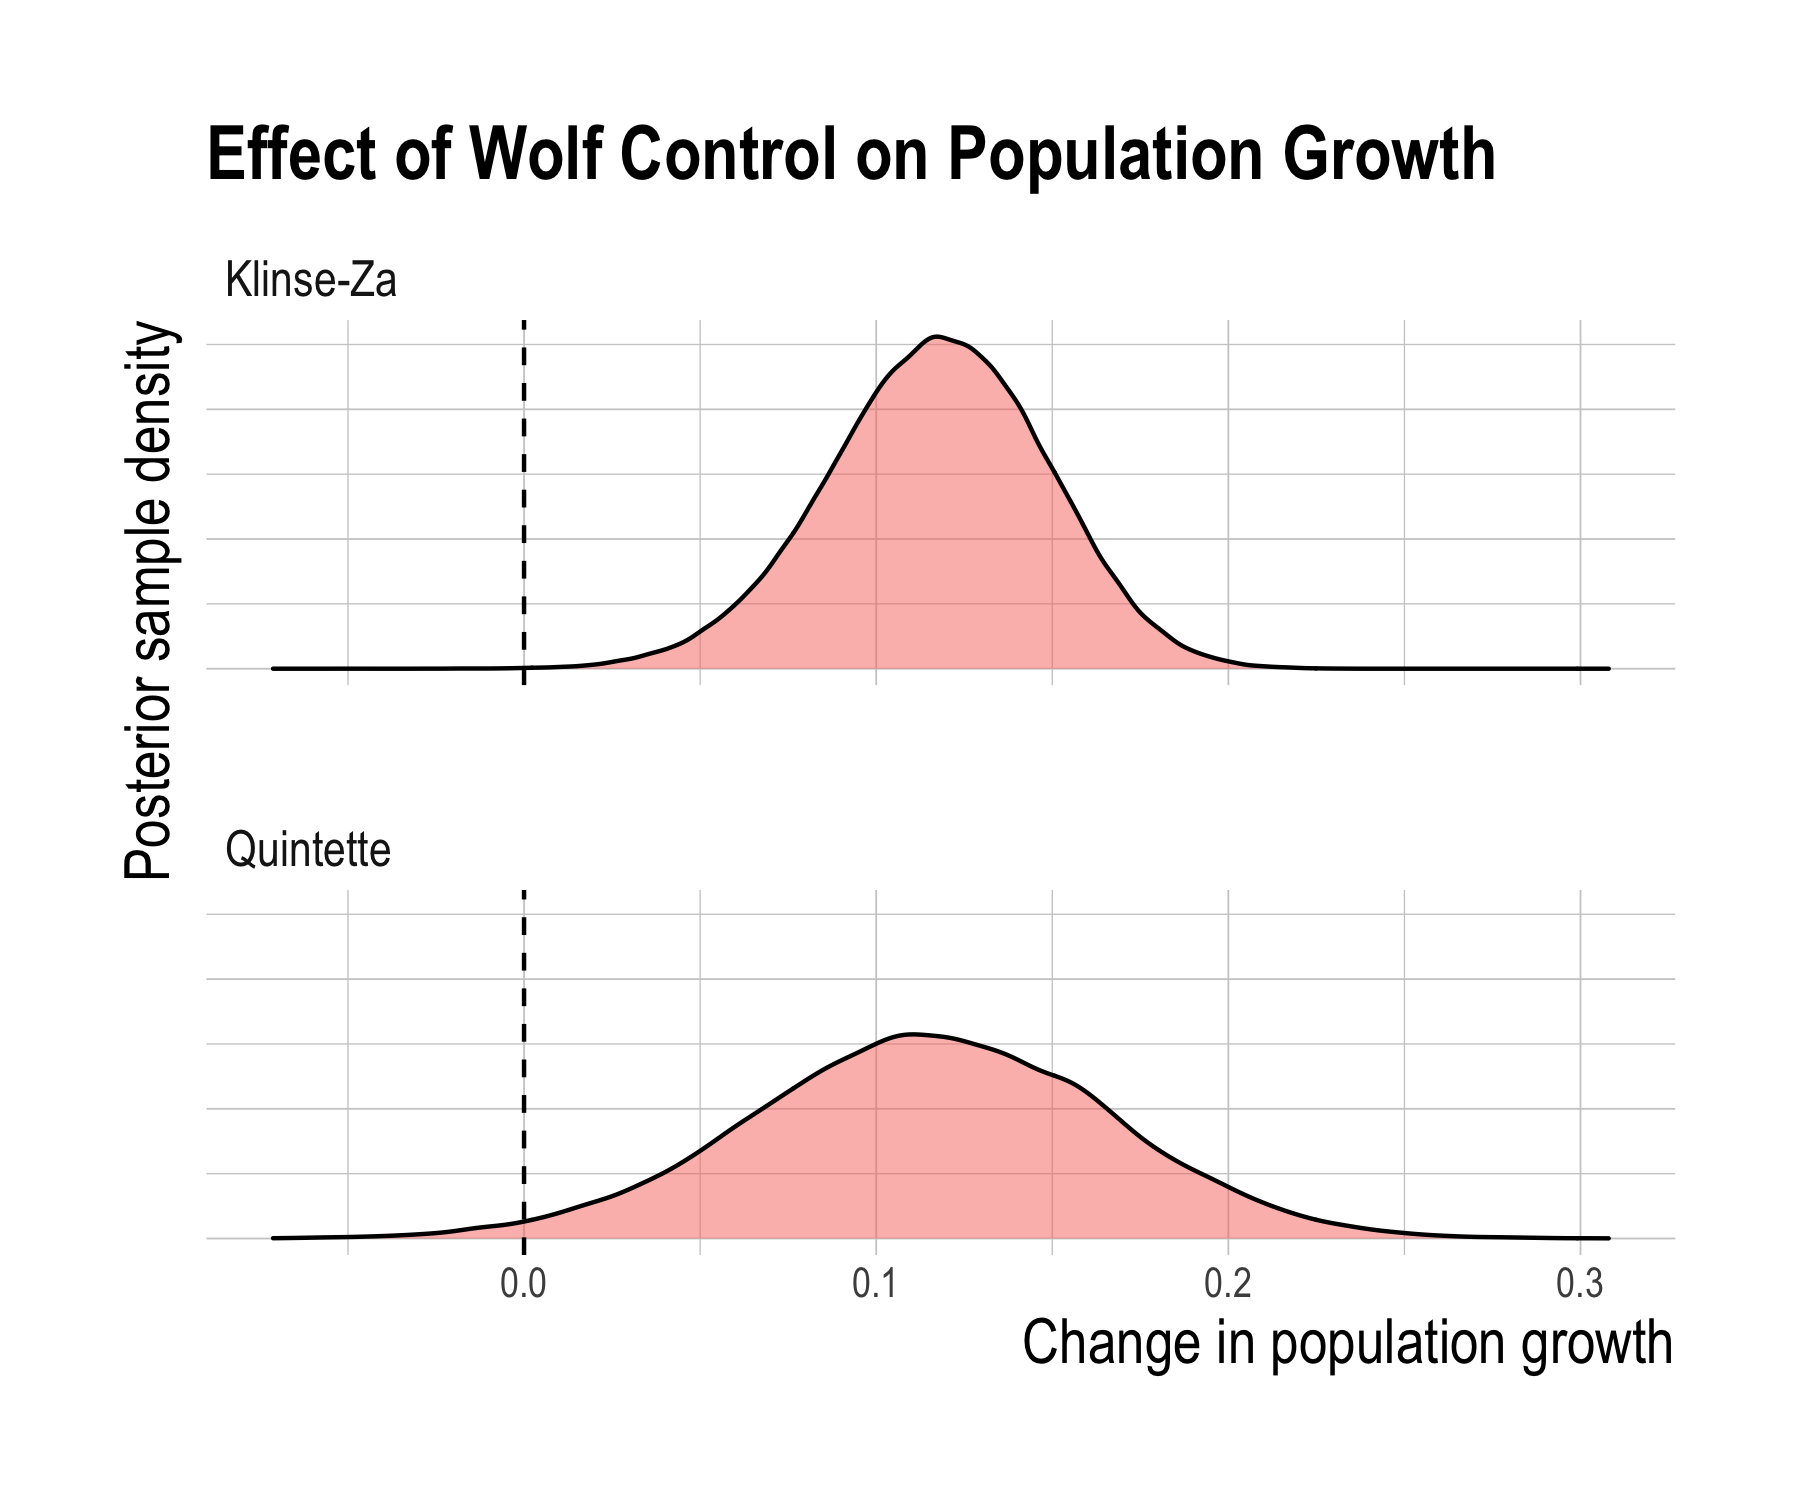 Effect of Wolf Control on Population Growth
Posterior sample density
Klinse-Za
Quintette
0.0 0.1 0.2 0.3
Change in population growth